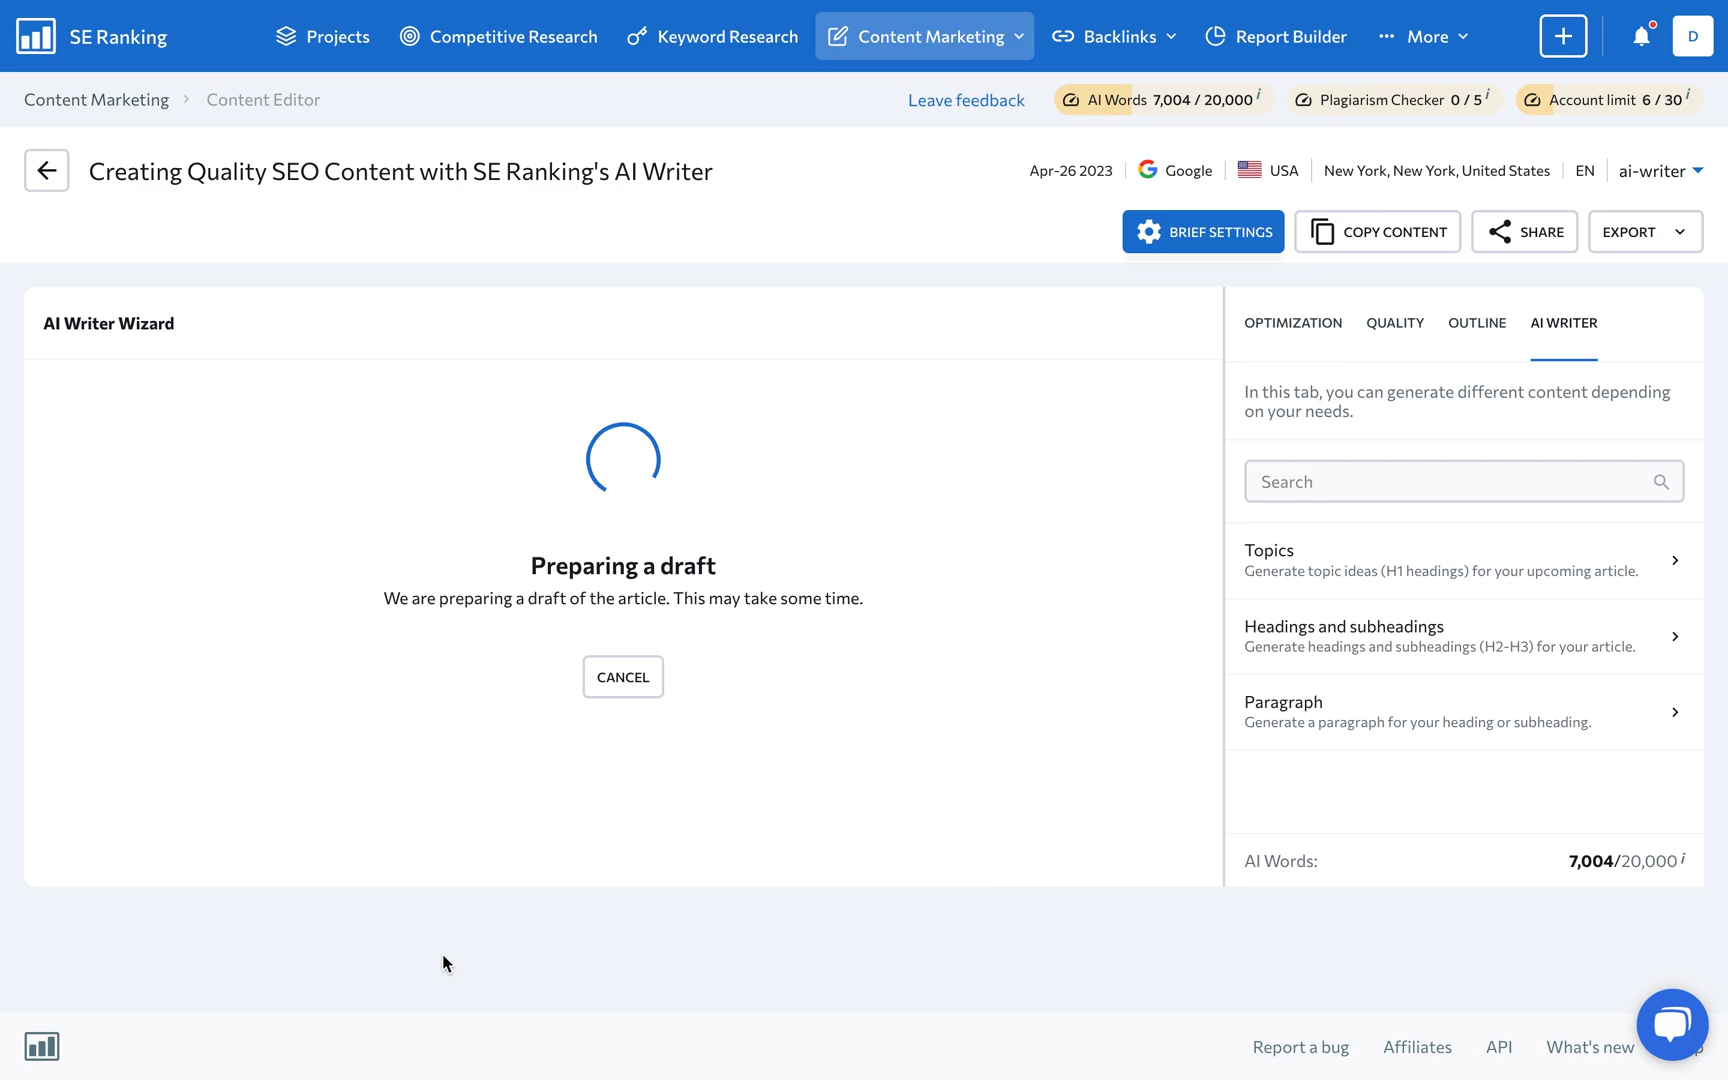 SE Ranking
Projects
Competitive Research
Keyword Research
Content Marketing
Backlinks
Report Builder
More
D
Content Marketing
Content Editor
Leave feedback
AI Words 7,004 / 20,000 i
Plagiarism Checker 0 / 5 i
Account limit 6 / 30 i
Creating Quality SEO Content with SE Ranking's AI Writer
Apr-26 2023
Google
USA
New York, New York, United States
EN
ai-writer
BRIEF SETTINGS
COPY CONTENT
SHARE
EXPORT
AI Writer Wizard
Preparing a draft
We are preparing a draft of the article. This may take some time.
CANCEL
OPTIMIZATION
QUALITY
OUTLINE
AI WRITER
In this tab, you can generate different content depending
on your needs.
Search
Topics
Generate topic ideas (H1 headings) for your upcoming article.
Headings and subheadings
Generate headings and subheadings (H2-H3) for your article.
Paragraph
Generate a paragraph for your heading or subheading.
AI Words:
7,004/20,000 i
Report a bug
Affiliates
API
What's new